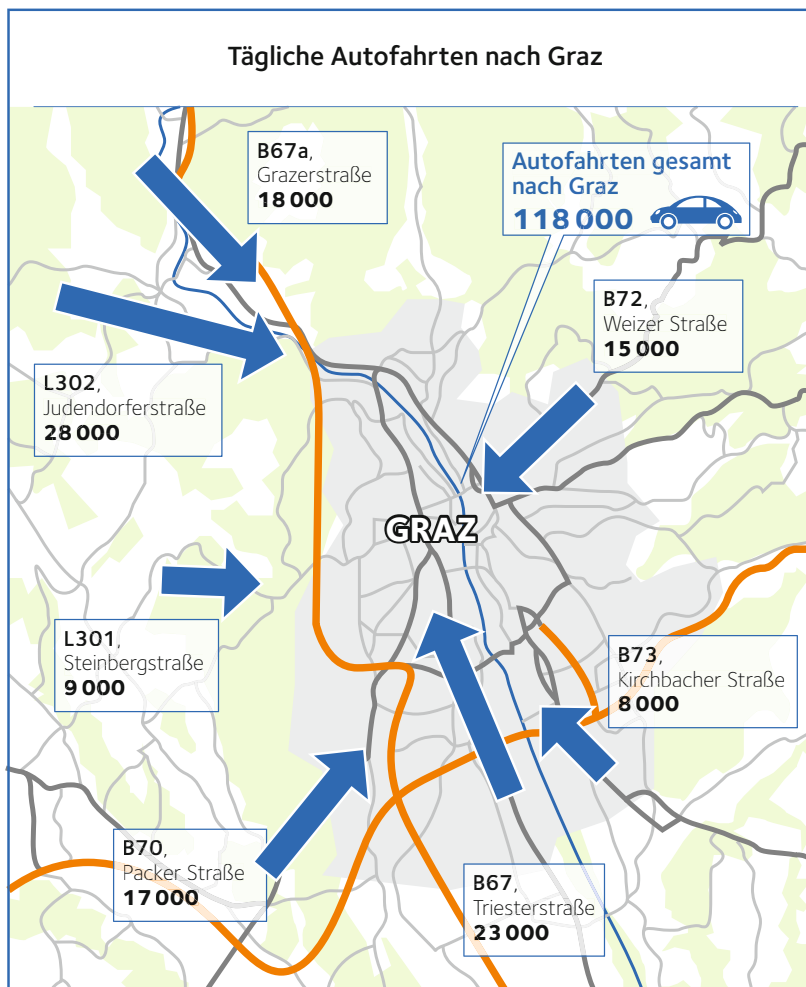 Tägliche Autofahrten nach Graz
B67a,
Grazerstraße
18 000
Autofahrten gesamt
nach Graz
118 000
B72,
Weizer Straße
15 000
L302,
Judendorferstraße
28 000
GRAZ
L301,
Steinbergstraße
9 000
B73,
Kirchbacher Straße
8 000
B70,
Packer Straße
17 000
B67,
Triesterstraße
23 000